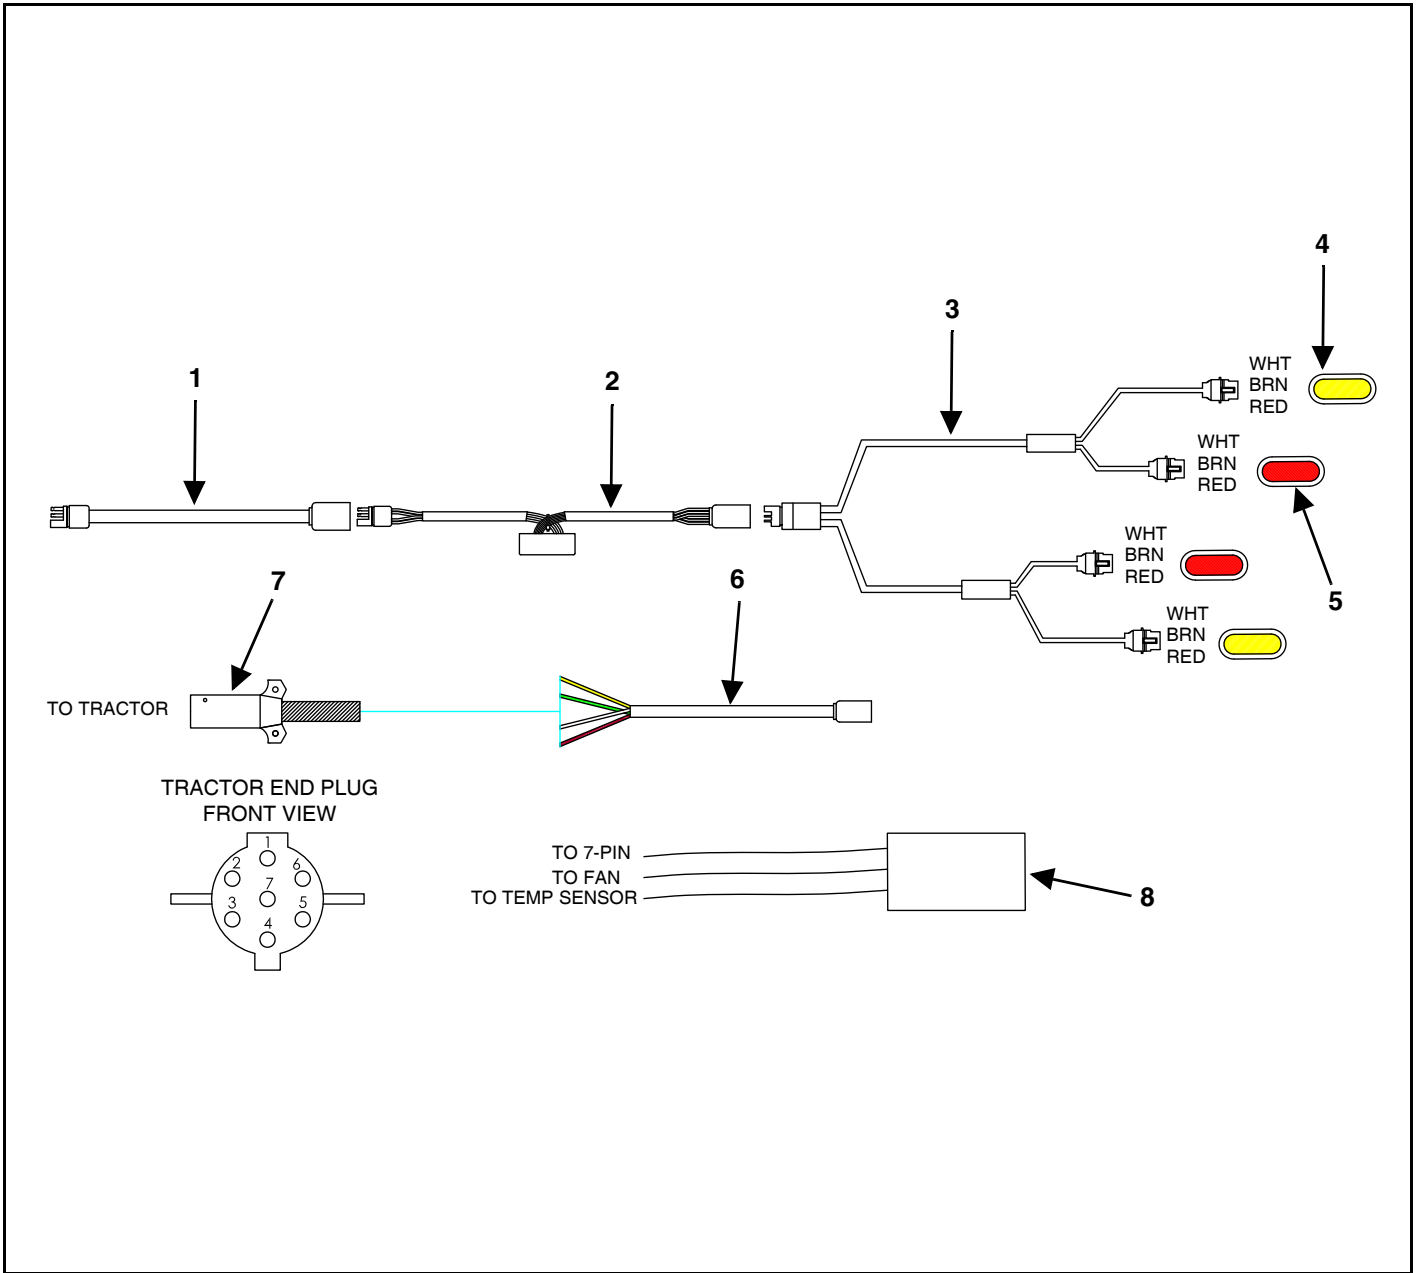 4
3
WHT
BRN
RED
1
2
WHT
BRN
RED
WHT
BRN
RED
5
7
6
WHT
BRN
RED
TO TRACTOR
TRACTOR END PLUG
FRONT VIEW
1
2
6
7
3
5
4
TO 7-PIN
TO FAN
TO TEMP SENSOR
8